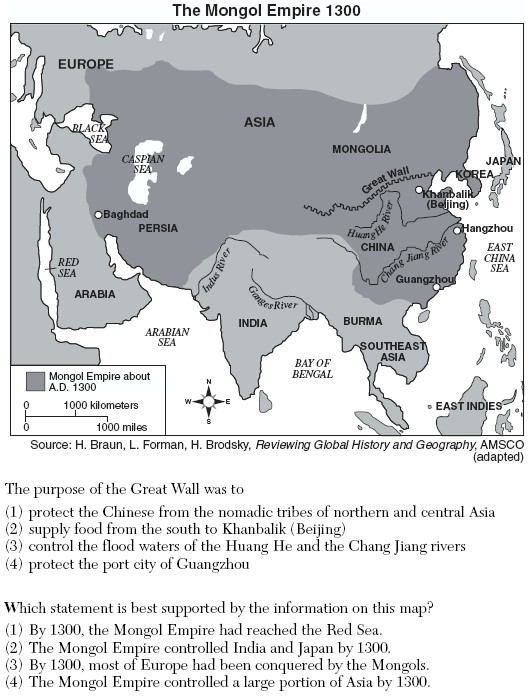 The Mongol Empire 1300
EUROPE
BLACK
SEA
ASIA
CASPIAN
SEA
MONGOLIA
Great Wall
JAPAN
KOREA
Khanbalik
(Beijing)
Baghdad
PERSIA
Huang He River
Hangzhou
CHINA
Chang Jiang River
EAST
CHINA
SEA
RED
SEA
Indus River
Guangzhou
ARABIA
Ganges River
INDIA
BURMA
ARABIAN
SEA
SOUTHEAST
ASIA
BAY OF
BENGAL
Mongol Empire about
A.D. 1300
0 1000 kilometers
0 1000 miles
N
W E
S
EAST INDIES
Source: H. Braun, L. Forman, H. Brodsky, Reviewing Global History and Geography, AMSCO
(adapted)
The purpose of the Great Wall was to
(1) protect the Chinese from the nomadic tribes of northern and central Asia
(2) supply food from the south to Khanbalik (Beijing)
(3) control the flood waters of the Huang He and the Chang Jiang rivers
(4) protect the port city of Guangzhou
Which statement is best supported by the information on this map?
(1) By 1300, the Mongol Empire had reached the Red Sea.
(2) The Mongol Empire controlled India and Japan by 1300.
(3) By 1300, most of Europe had been conquered by the Mongols.
(4) The Mongol Empire controlled a large portion of Asia by 1300.